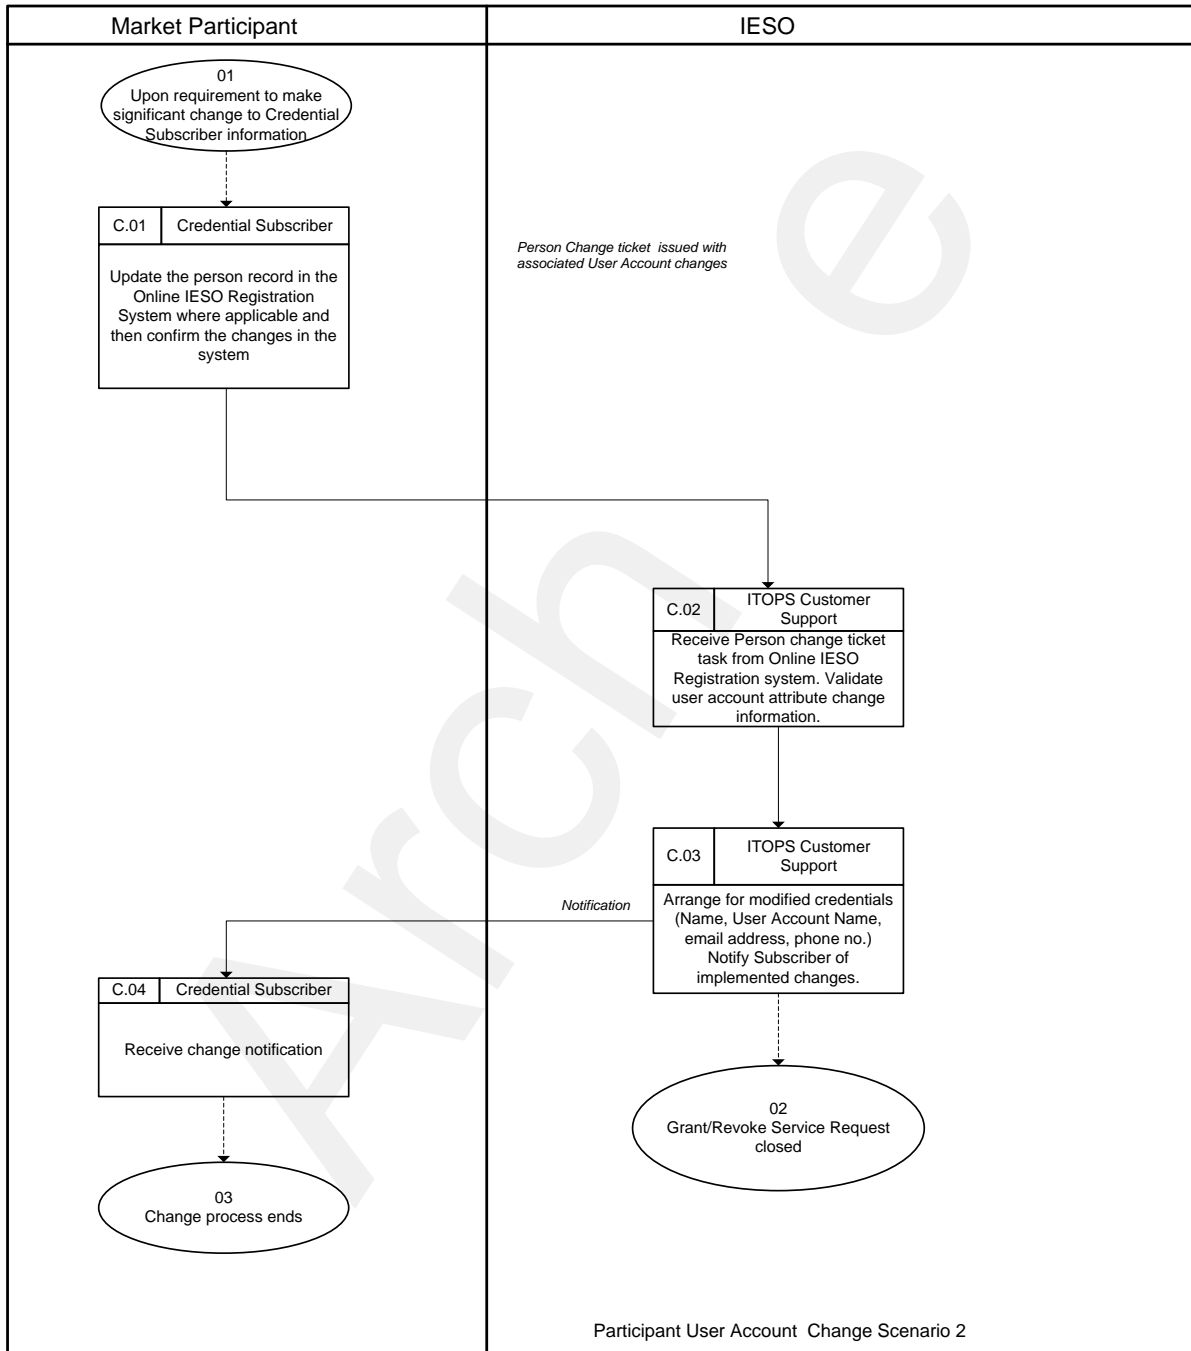 Market Participant
IESO
01
Upon requirement to make
significant change to Credential
Subscriber information
C.01
Credential Subscriber
Update the person record in the
Online IESO Registration
System where applicable and
then confirm the changes in the
system
Person Change ticket issued with
associated User Account changes
C.02
ITOPS Customer
Support
Receive Person change ticket
task from Online IESO
Registration system. Validate
user account attribute change
information.
C.03
ITOPS Customer
Support
Arrange for modified credentials
(Name, User Account Name,
email address, phone no.)
Notify Subscriber of
implemented changes.
Notification
C.04
Credential Subscriber
Receive change notification
02
Grant/Revoke Service Request
closed
03
Change process ends
Participant User Account Change Scenario 2
Arch e